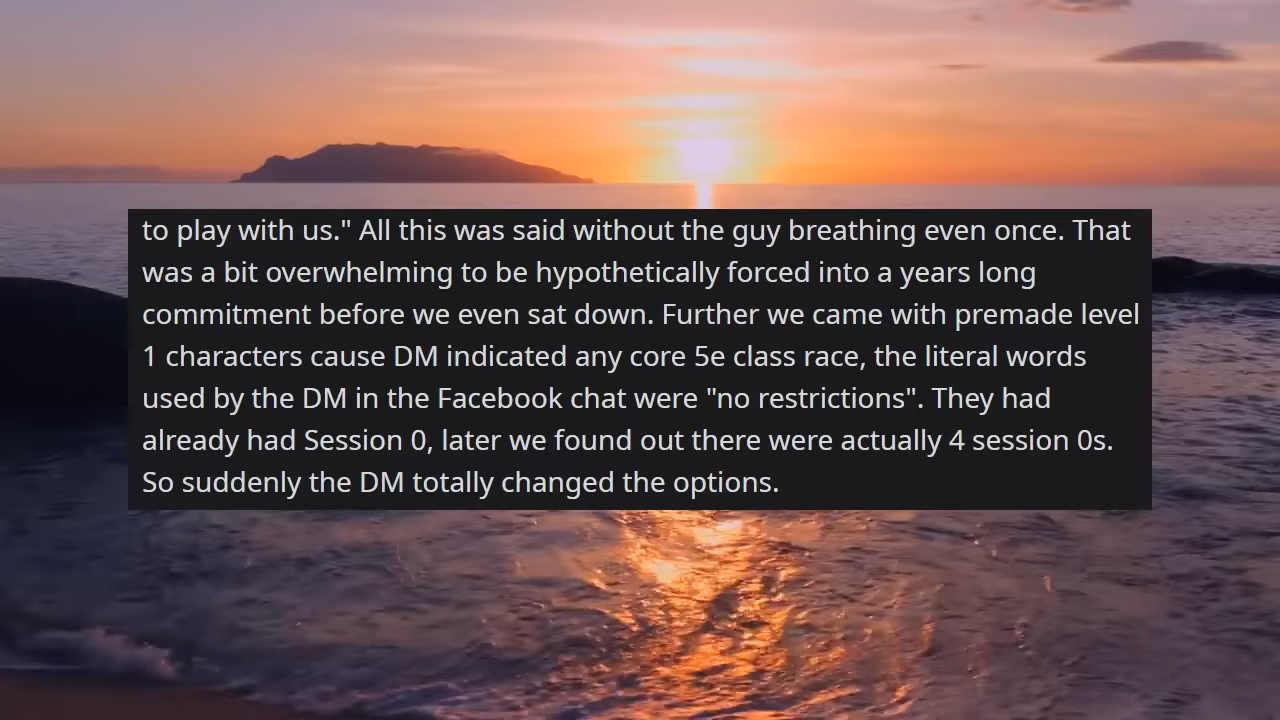 to play with us." All this was said without the guy breathing even once. That
was a bit overwhelming to be hypothetically forced into a years long
commitment before we even sat down. Further we came with premade level
1 characters cause DM indicated any core 5e class race, the literal words
used by the DM in the Facebook chat were "no restrictions". They had
already had Session 0, later we found out there were actually 4 session 0s.
So suddenly the DM totally changed the options.